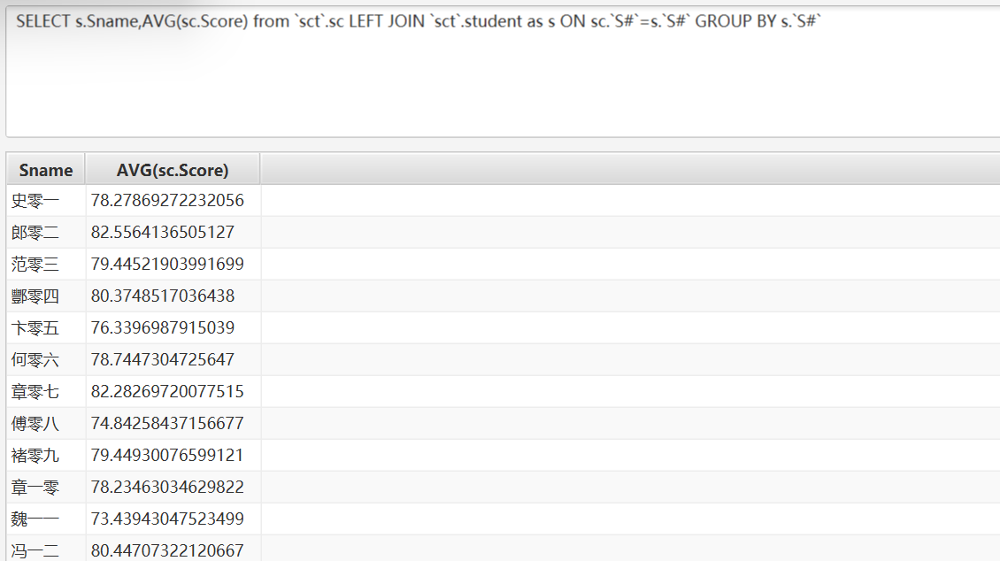 SELECT s.Sname,AVG(sc.Score) from `sct`.sc LEFT JOIN `sct`.student as s ON sc.`S#`=s.`S#` GROUP BY s.`S#`
Sname AVG(sc.Score)
史零一 78.27869272232056
郎零二 82.5564136505127
范零三 79.44521903991699
酆零四 80.3748517036438
卞零五 76.3396987915039
何零六 78.7447304725647
章零七 82.28269720077515
傅零八 74.84258437156677
褚零九 79.44930076599121
章一零 78.23463034629822
魏一一 73.43943047523499
冯一二 80.44707322120667